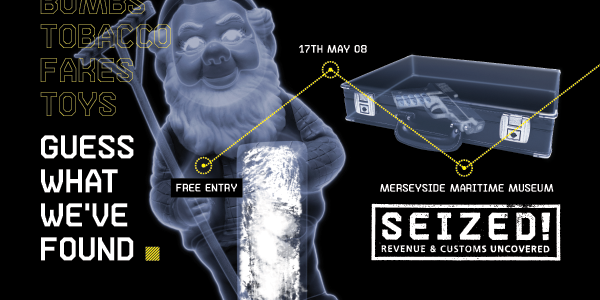 BOMBS
TOBACCO
FAKES
TOYS
GUESS
WHAT
WE'VE
FOUND
17TH MAY 08
FREE ENTRY
MERSEYSIDE MARITIME MUSEUM
SEIZED!
REVENUE & CUSTOMS UNCOVERED